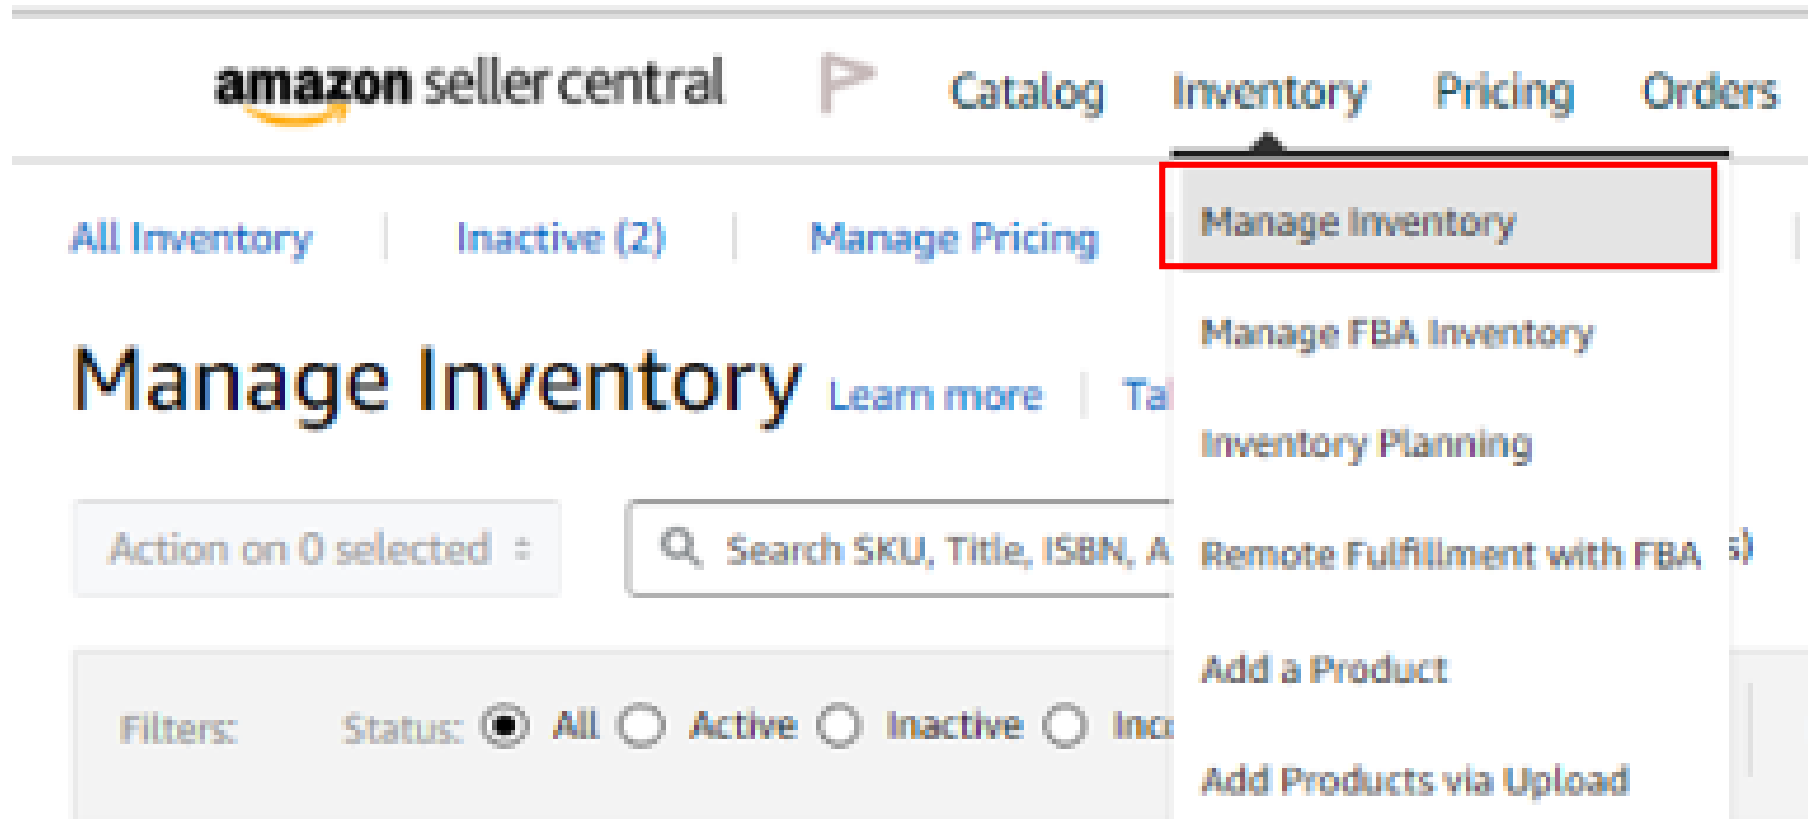 amazon seller central Catalog Inventory Pricing Orders
All Inventory Inactive (2) Manage Pricing
Manage Inventory Learn more
Action on 0 selected Search SKU, Title, ISBN,
Filters: Status: All Active Inactive
Manage Inventory
Manage FBA Inventory
Inventory Planning
Remote Fulfillment with FBA
Add a Product
Add Products via Upload